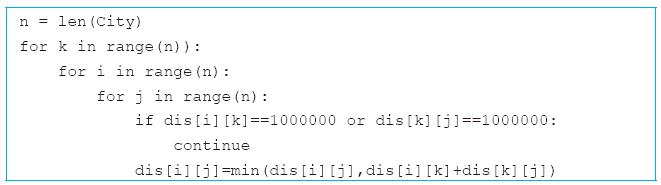 n = len(City)
for k in range(n)):
    for i in range(n):
        for j in range(n):
            if dis[i][k]==1000000 or dis[k][j]==1000000:
                continue
            dis[i][j]=min(dis[i][j],dis[i][k]+dis[k][j])